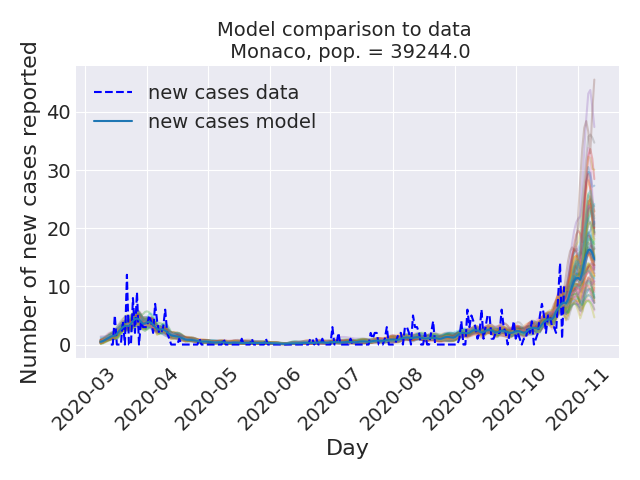 Model comparison to data
Monaco, pop. = 39244.0
Number of new cases reported
40
30
20
10
0
new cases data
new cases model
2020-03
2020-04
2020-05
2020-06
2020-07
2020-08
2020-09
2020-10
2020-11
Day